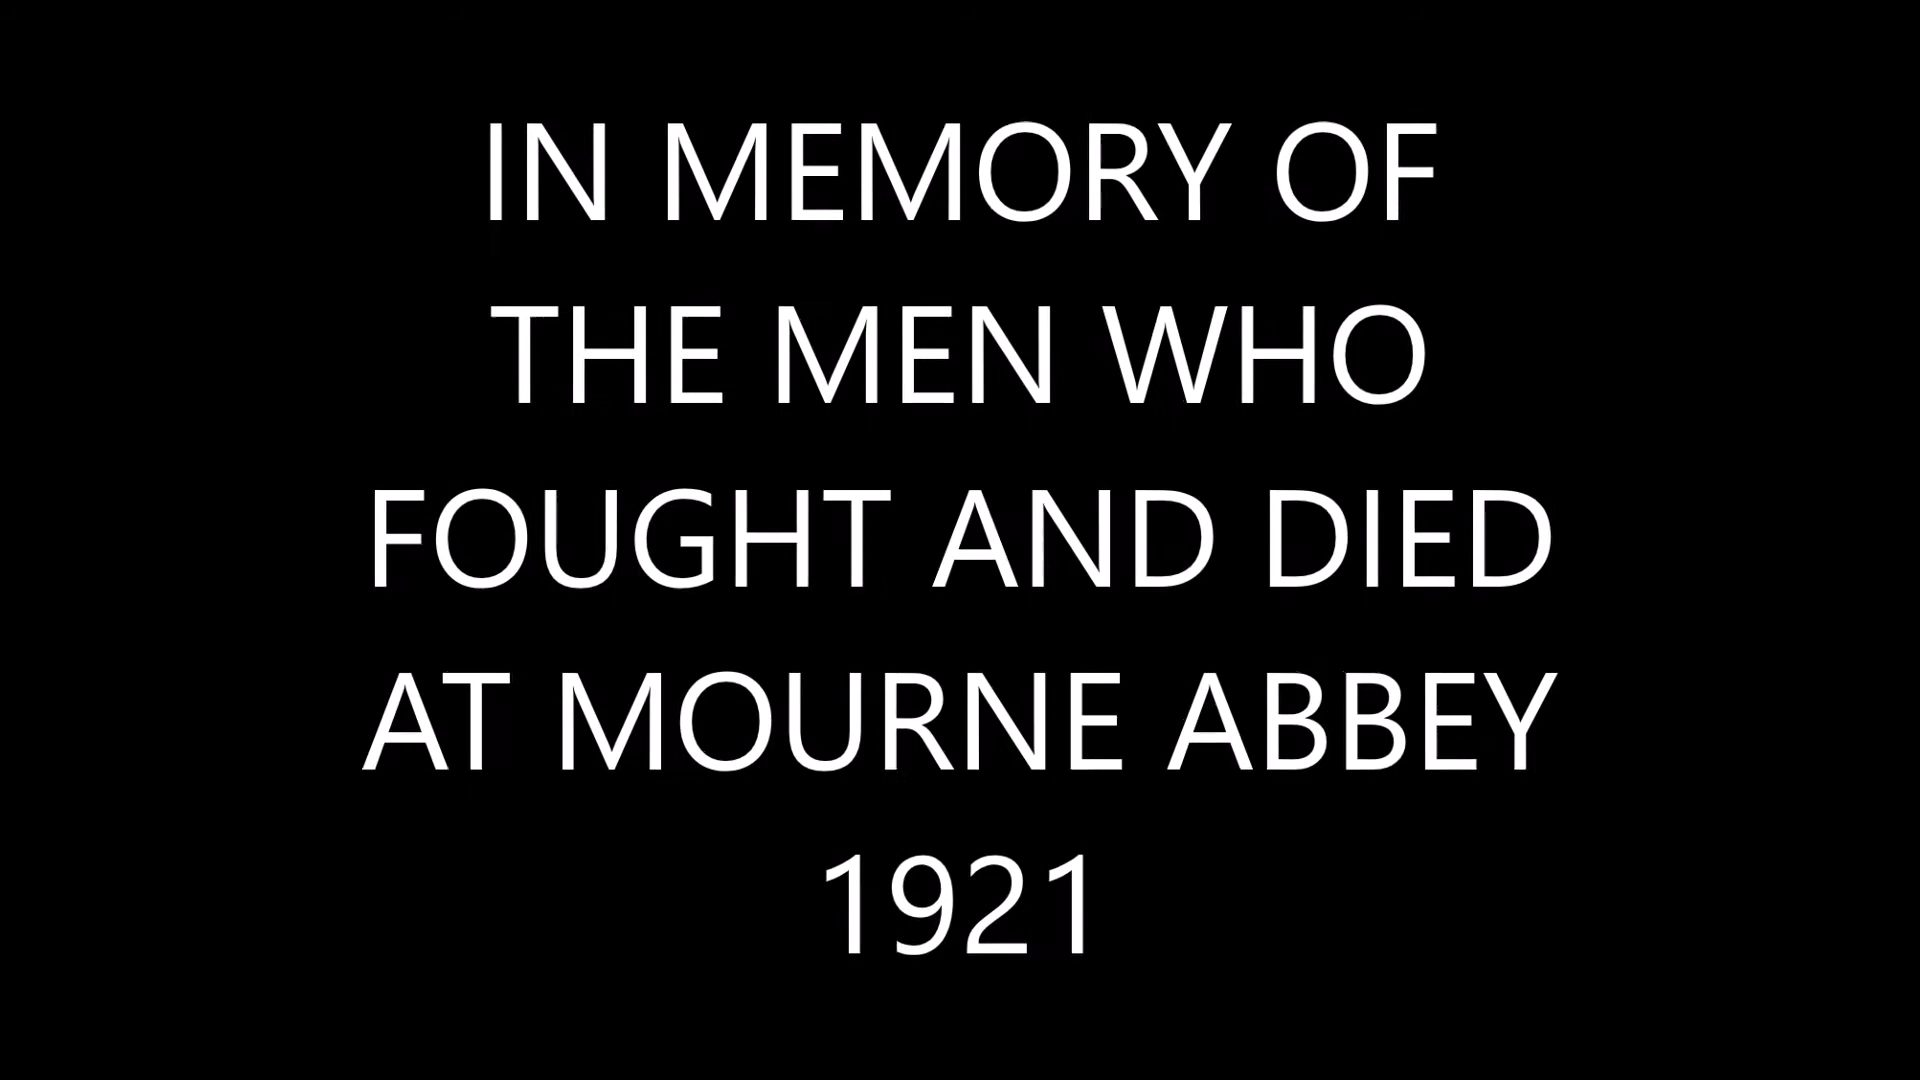 IN MEMORY OF
THE MEN WHO
FOUGHT AND DIED
AT MOURNE ABBEY
1921